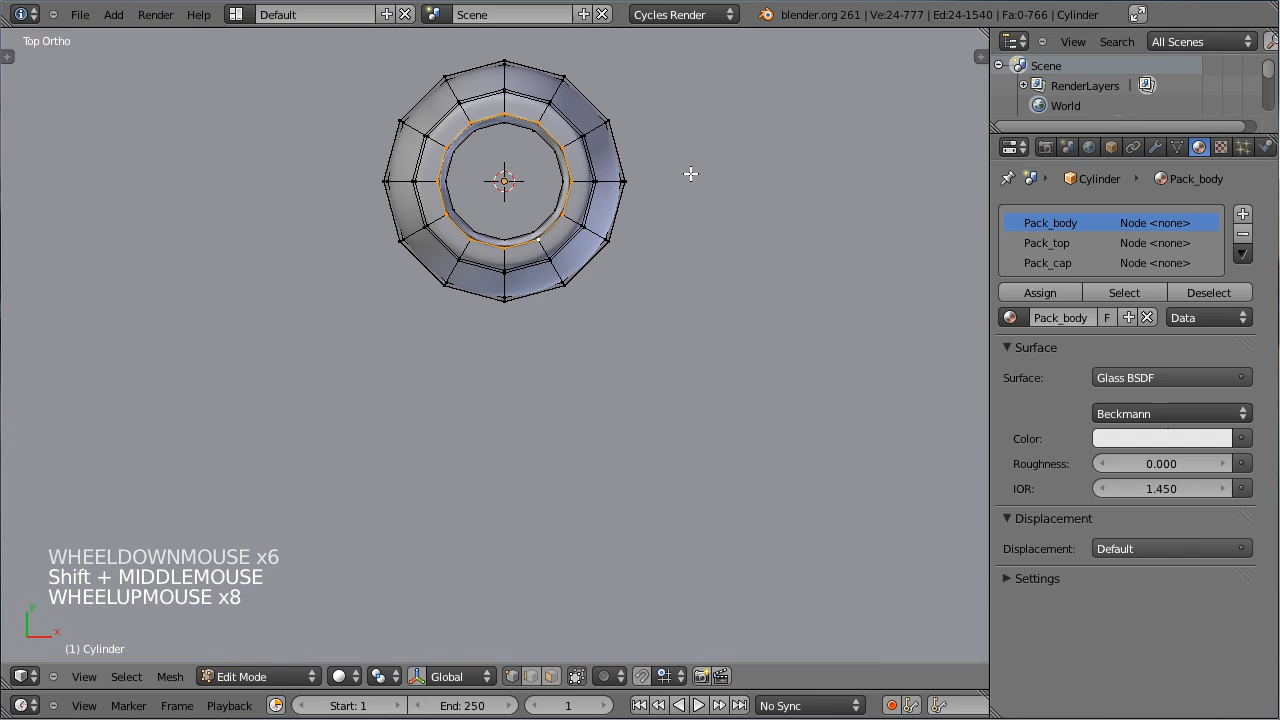 File Add Render Help Default Scene Cycles Render blender.org 261 | Ve:24-777 | Ed:24-1540 | Fa:0-766 | Cylinder
Top Ortho
View Search All Scenes
Scene
RenderLayers
World
Cylinder Pack_body
Pack_body Node <none>
Pack_top Node <none>
Pack_cap Node <none>
Assign Select Deselect
Pack_body F Data
Surface
Surface: Glass BSDF
Beckmann
Color:
Roughness: 0.000
IOR: 1.450
Displacement
Displacement: Default
Settings
WHEELDOWNMOUSE x6
Shift + MIDDLEMOUSE
WHEELUPMOUSE x8
y
x
(1) Cylinder
View Select Mesh Edit Mode Global
View Marker Frame Playback Start: 1 End: 250 1 No Sync